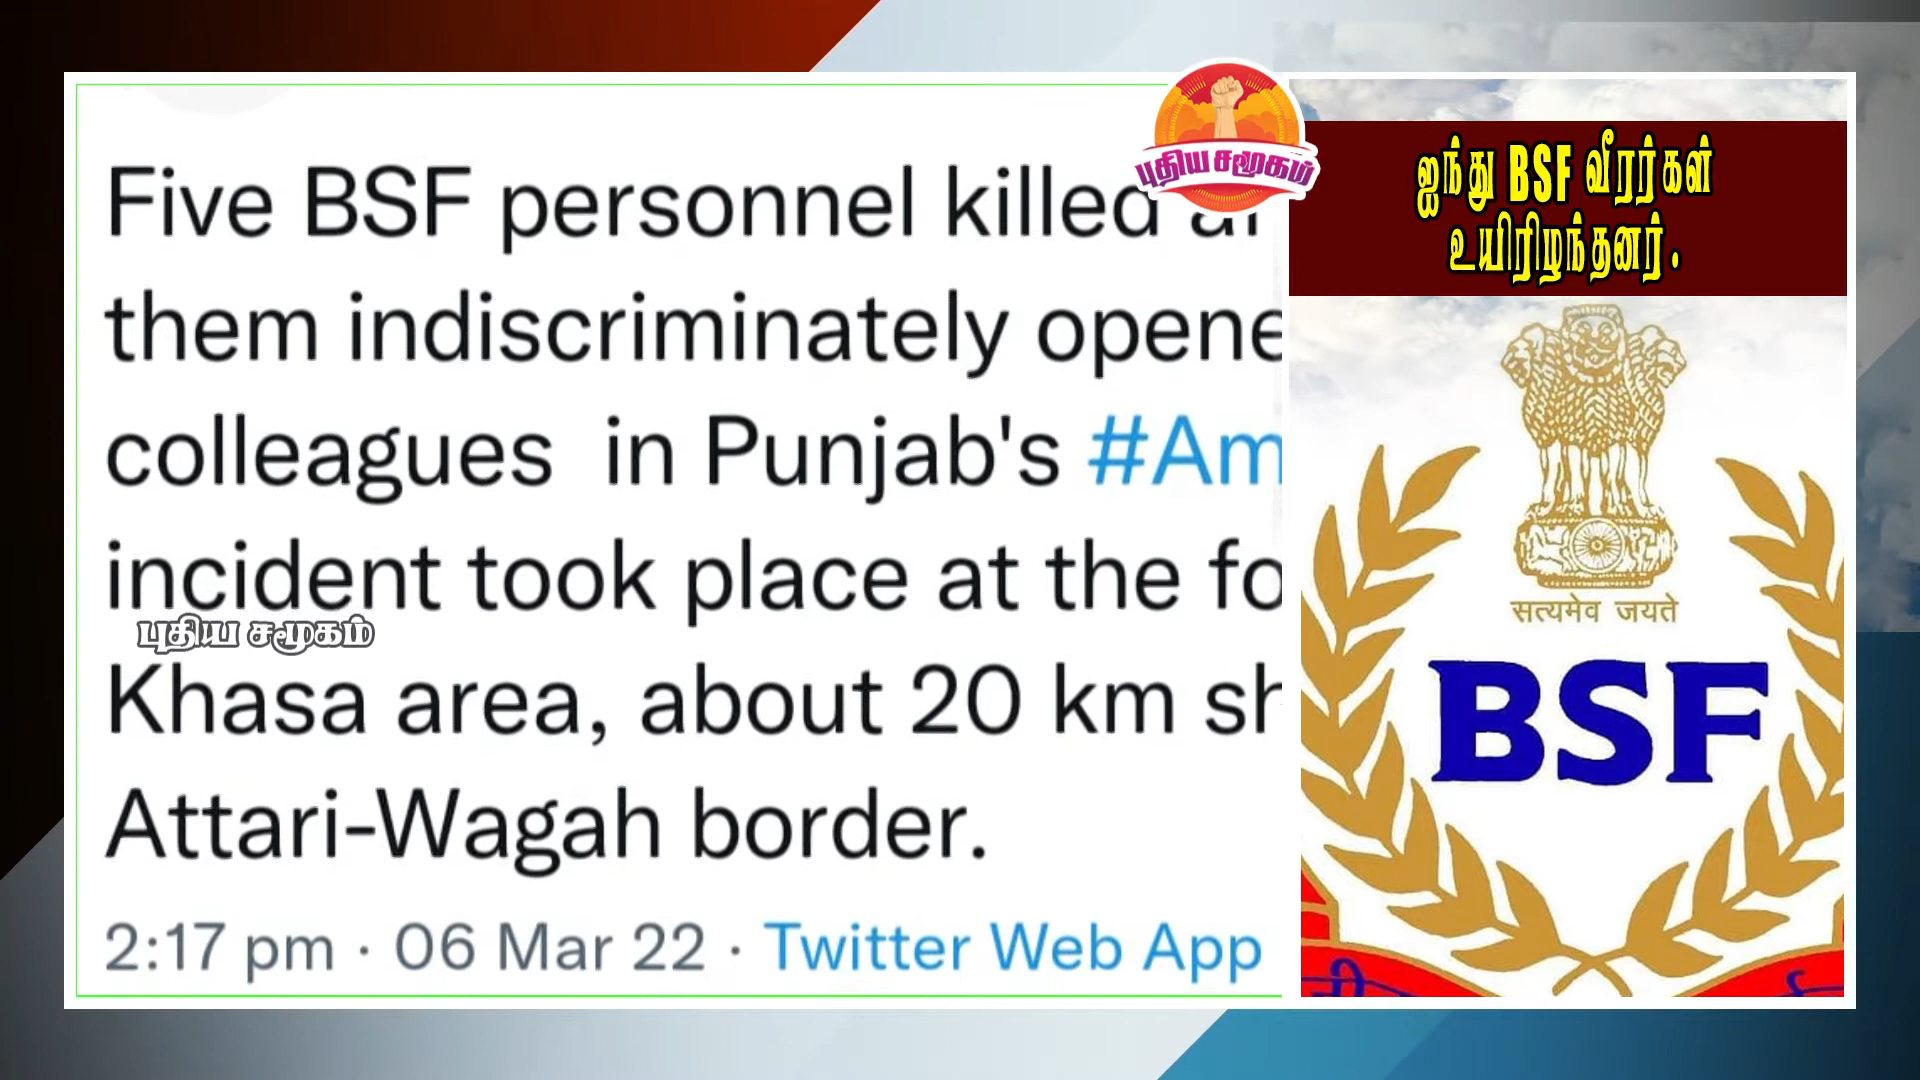 Five BSF personnel killed
them indiscriminately opene
colleagues in Punjab's #Am
incident took place at the fo
Khasa area, about 20 km sh
Attari-Wagah border.
2:17 pm · 06 Mar 22 · Twitter Web App
புதிய சமூகம்
புதிய சமூகம்
ஐந்து BSF வீரர்கள்
உயிரிழந்தனர்.
सत्यमेव जयते
BSF